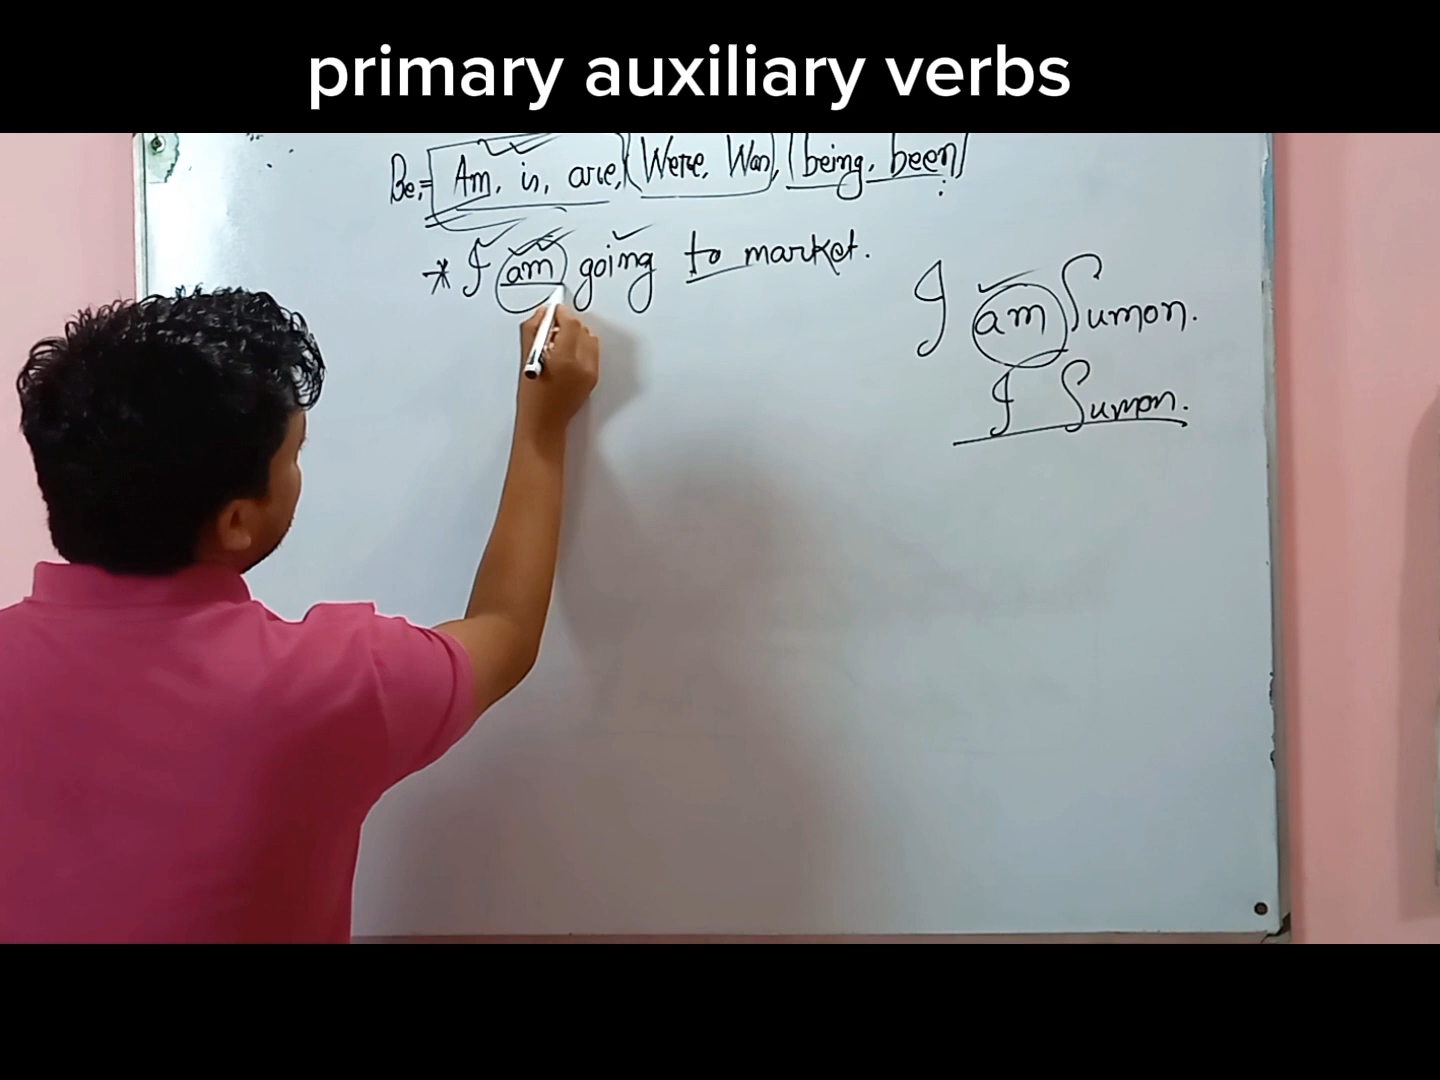 primary auxiliary verbs
Be,= Am, is, are, Were, Was, being, been
* I am going to market.
I am Sumon.
I Sumon.